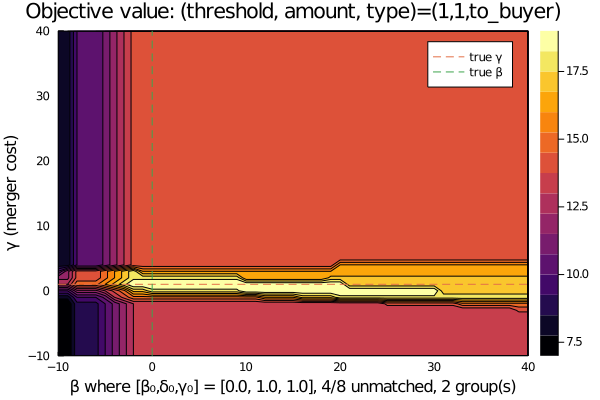 Objective value: (threshold, amount, type)=(1,1,to_buyer)
40
30
20
10
0
−10
γ (merger cost)
true γ
true β
17.5
15.0
12.5
10.0
7.5
−10 0 10 20 30 40
β where [β₀,δ₀,γ₀] = [0.0, 1.0, 1.0], 4/8 unmatched, 2 group(s)